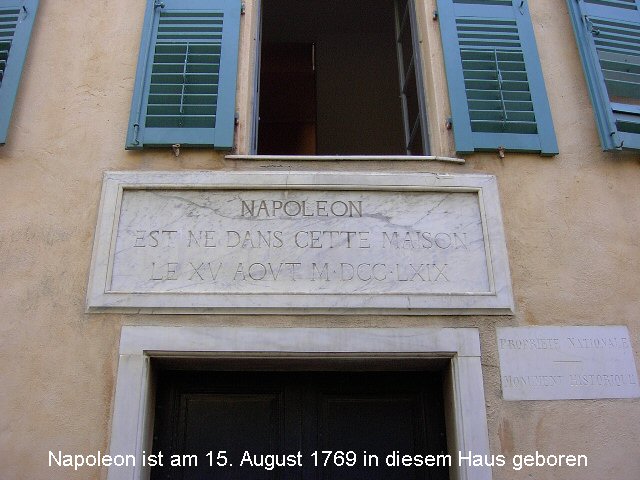 NAPOLEON
EST NE DANS CETTE MAISON
LE XV AOVT M·DCC·LXIX
PROPRIETE NATIONALE
MONUMENT HISTORIQUE
Napoleon ist am 15. August 1769 in diesem Haus geboren